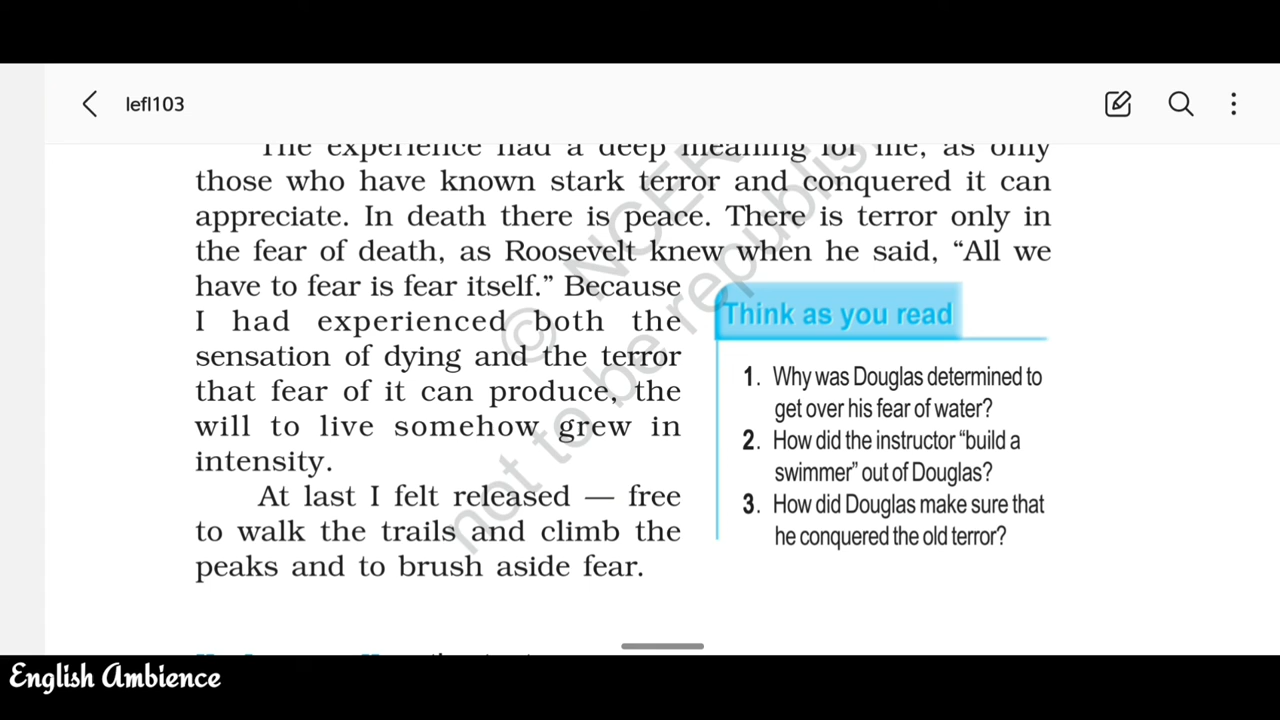 lefl103
The experience had a deep meaning for me, as only
those who have known stark terror and conquered it can
appreciate. In death there is peace. There is terror only in
the fear of death, as Roosevelt knew when he said, “All we
have to fear is fear itself.” Because
I had experienced both the
sensation of dying and the terror
that fear of it can produce, the
will to live somehow grew in
intensity.
At last I felt released — free
to walk the trails and climb the
peaks and to brush aside fear.
Think as you read
1. Why was Douglas determined to
get over his fear of water?
2. How did the instructor “build a
swimmer” out of Douglas?
3. How did Douglas make sure that
he conquered the old terror?
© NCER
not to be republis
English Ambience